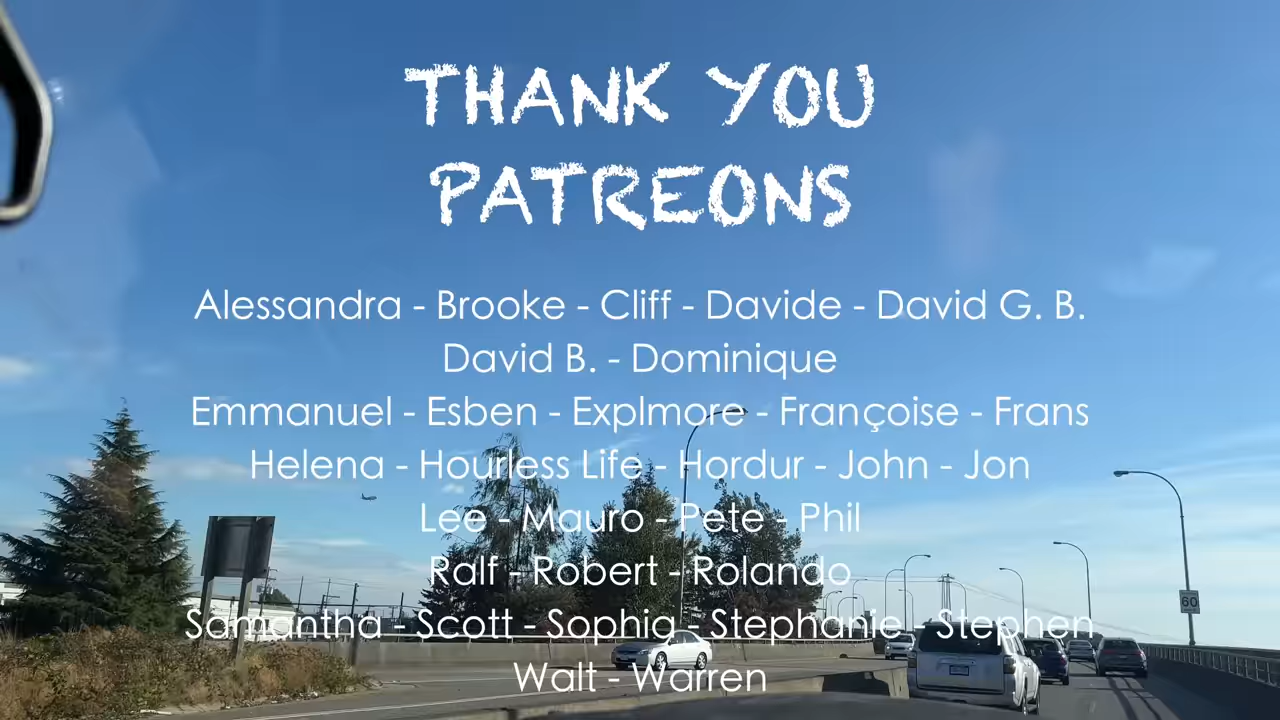 THANK YOU
PATREONS
Alessandra - Brooke - Cliff - Davide - David G. B.
David B. - Dominique
Emmanuel - Esben - Explmore - Françoise - Frans
Helena - Hourless Life - Hordur - John - Jon
Lee - Mauro - Pete - Phil
Ralf - Robert - Rolando
Samantha - Scott - Sophia - Stephanie - Stephen
60
Walt - Warren